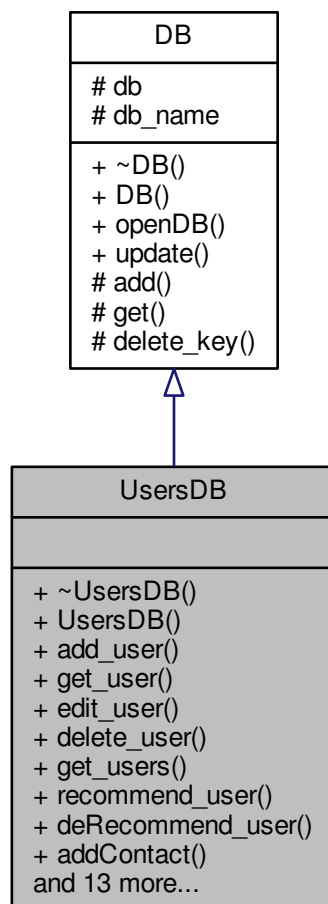 DB
# db
# db_name
+ ~DB()
+ DB()
+ openDB()
+ update()
# add()
# get()
# delete_key()
UsersDB
+ ~UsersDB()
+ UsersDB()
+ add_user()
+ get_user()
+ edit_user()
+ delete_user()
+ get_users()
+ recommend_user()
+ deRecommend_user()
+ addContact()
and 13 more...